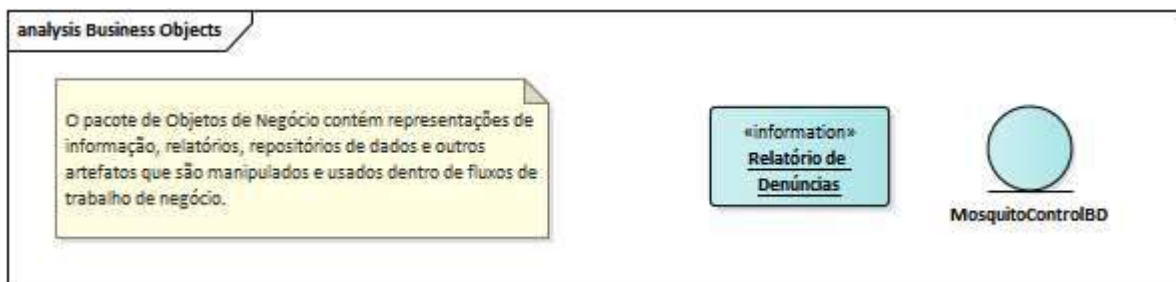 analysis Business Objects
O pacote de Objetos de Negócio contém representações de
informação, relatórios, repositórios de dados e outros
artefatos que são manipulados e usados dentro de fluxos de
trabalho de negócio.
«information»
Relatório de
Denúncias
MosquitoControlBD